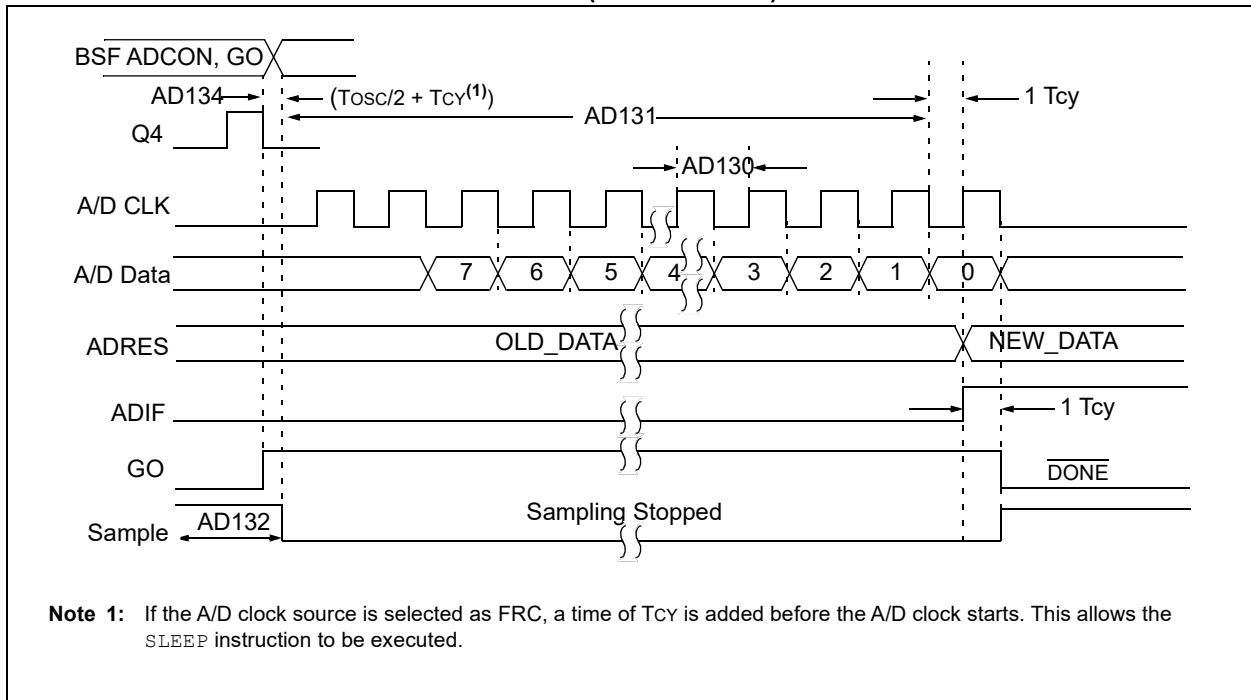 BSF ADCON, GO
AD134 (TOSC/2 + TCY(1)) 1 Tcy
AD131
Q4
AD130
A/D CLK
A/D Data 7 6 5 4 3 2 1 0
ADRES OLD_DATA NEW_DATA
ADIF 1 Tcy
GO DONE
Sample AD132 Sampling Stopped
Note 1: If the A/D clock source is selected as FRC, a time of TCY is added before the A/D clock starts. This allows the
SLEEP instruction to be executed.